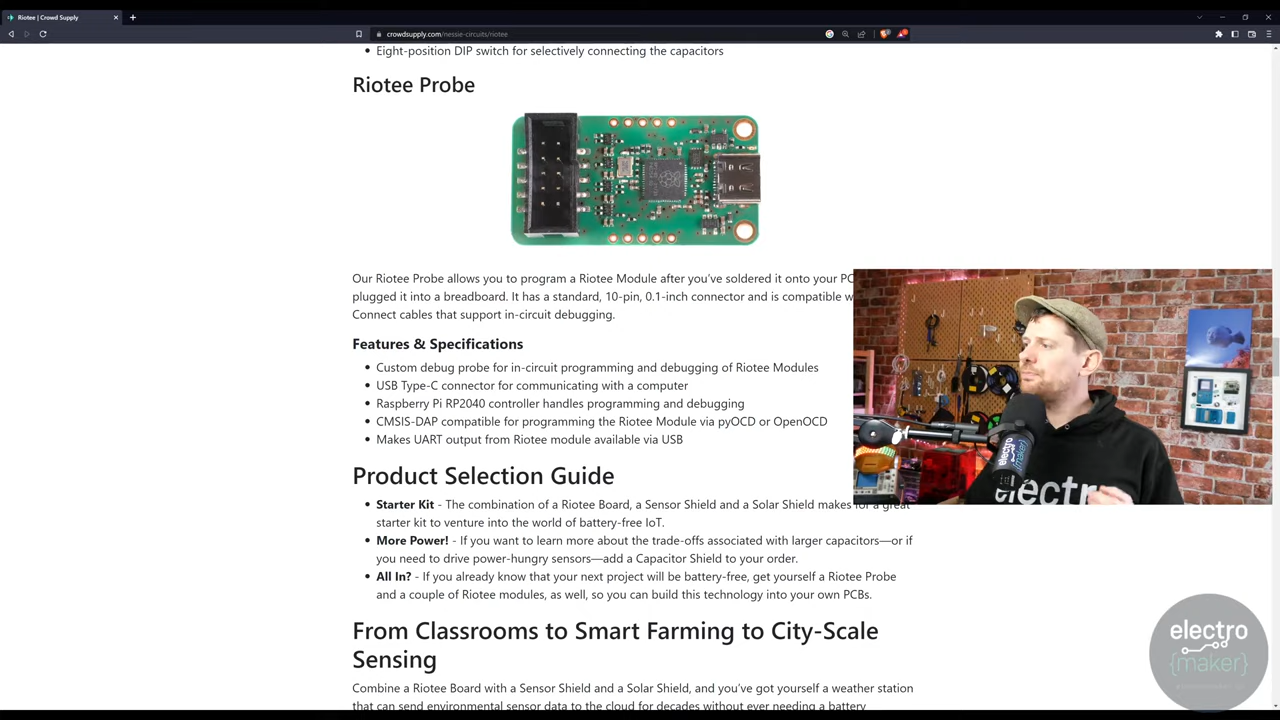 Riotee | Crowd Supply
crowdsupply.com/nessie-circuits/riotee
Eight-position DIP switch for selectively connecting the capacitors
Riotee Probe
Our Riotee Probe allows you to program a Riotee Module after you've soldered it onto your PC
plugged it into a breadboard. It has a standard, 10-pin, 0.1-inch connector and is compatible w
Connect cables that support in-circuit debugging.
Features & Specifications
Custom debug probe for in-circuit programming and debugging of Riotee Modules
USB Type-C connector for communicating with a computer
Raspberry Pi RP2040 controller handles programming and debugging
CMSIS-DAP compatible for programming the Riotee Module via pyOCD or OpenOCD
Makes UART output from Riotee module available via USB
Product Selection Guide
Starter Kit - The combination of a Riotee Board, a Sensor Shield and a Solar Shield makes for a great
starter kit to venture into the world of battery-free IoT.
More Power! - If you want to learn more about the trade-offs associated with larger capacitors—or if
you need to drive power-hungry sensors—add a Capacitor Shield to your order.
All In? - If you already know that your next project will be battery-free, get yourself a Riotee Probe
and a couple of Riotee modules, as well, so you can build this technology into your own PCBs.
From Classrooms to Smart Farming to City-Scale
Sensing
Combine a Riotee Board with a Sensor Shield and a Solar Shield, and you've got yourself a weather station
that can send environmental sensor data to the cloud for decades without ever needing a battery
electro
{maker}
electro
{maker}
electr